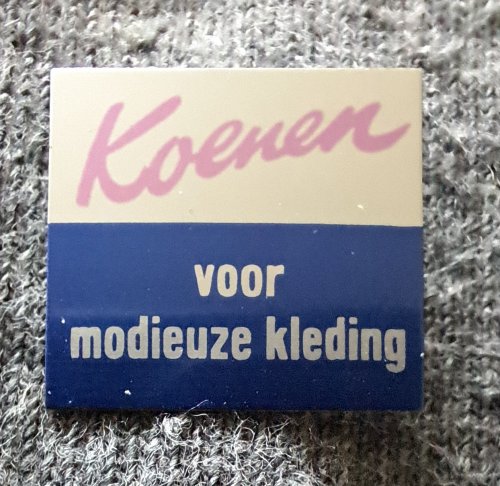 Koenen
voor
modieuze kleding